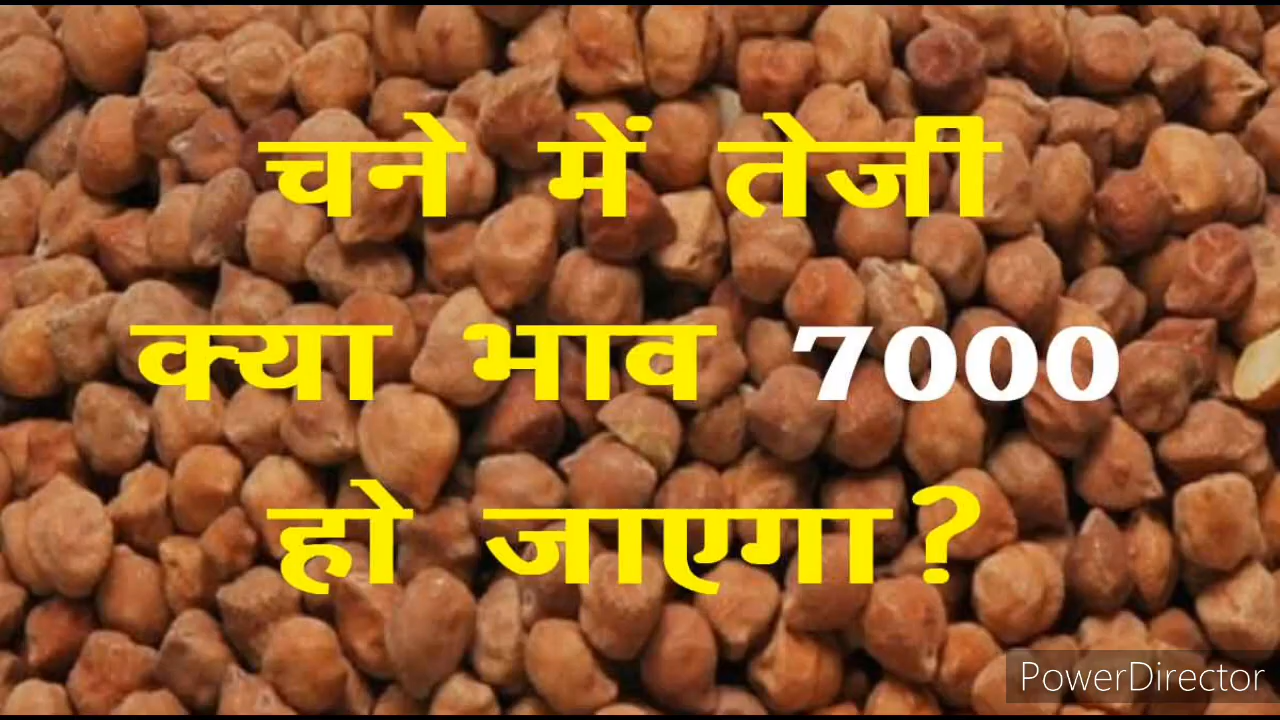 चने में तेजी
क्या भाव 7000
हो जाएगा?
PowerDirector